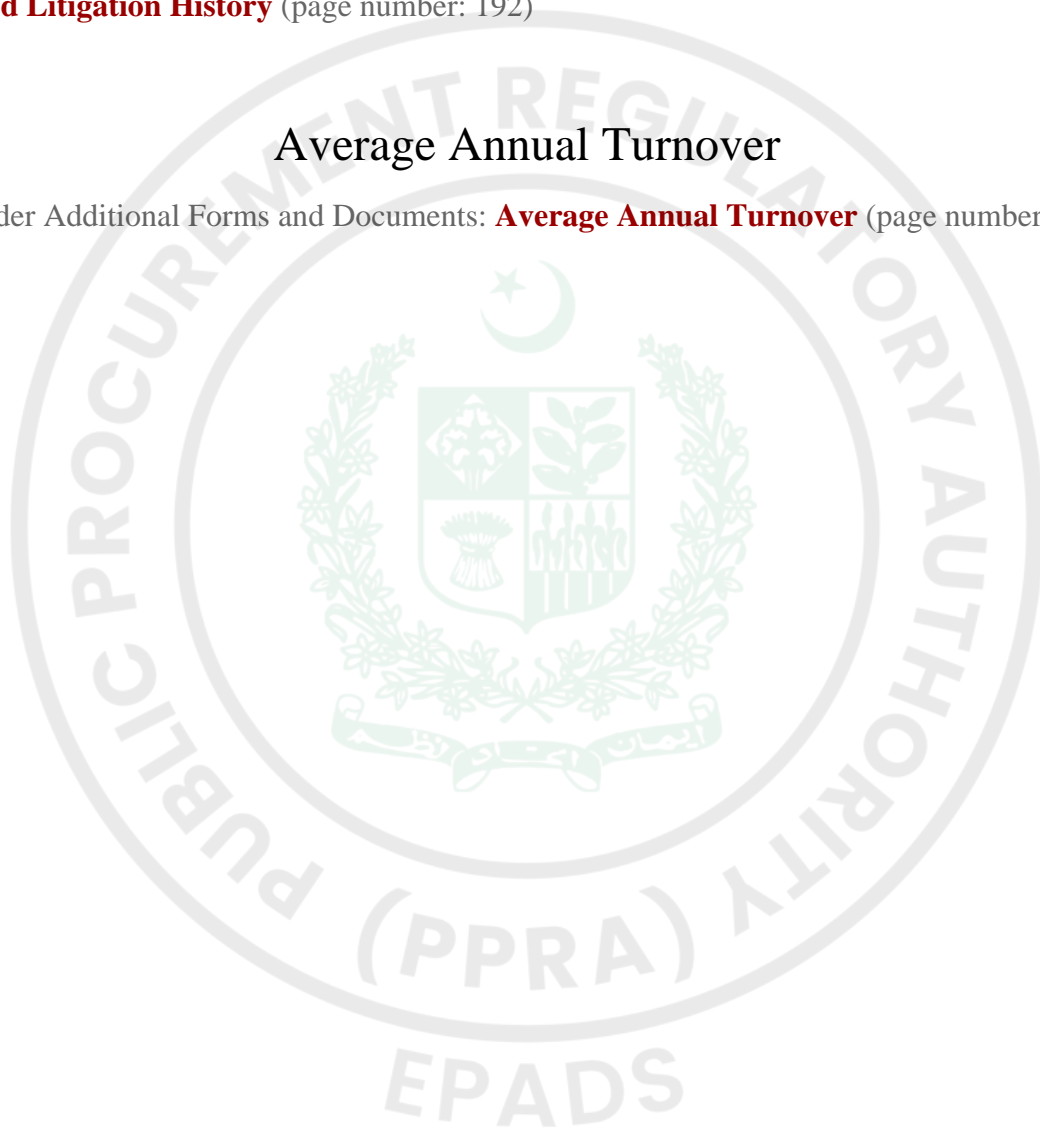 d Litigation History (page number: 192)
Average Annual Turnover
der Additional Forms and Documents: Average Annual Turnover (page number
PUBLIC PROCUREMENT REGULATORY AUTHORITY
(PPRA)
EPADS